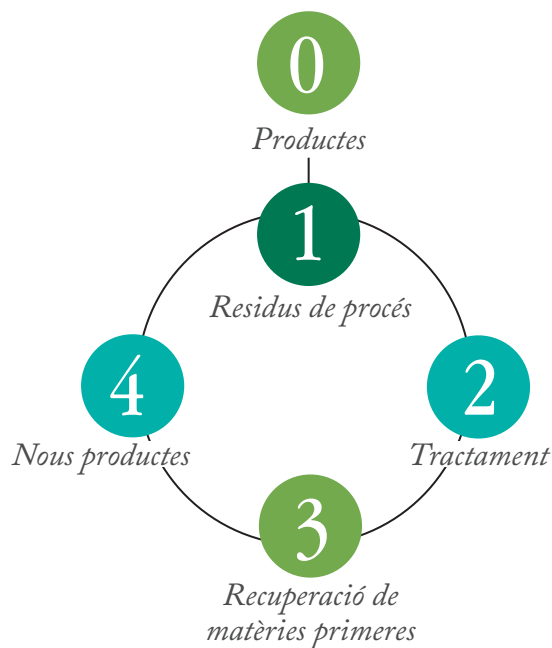 0
Productes
1
Residus de procés
4
Nous productes
2
Tractament
3
Recuperació de
matèries primeres